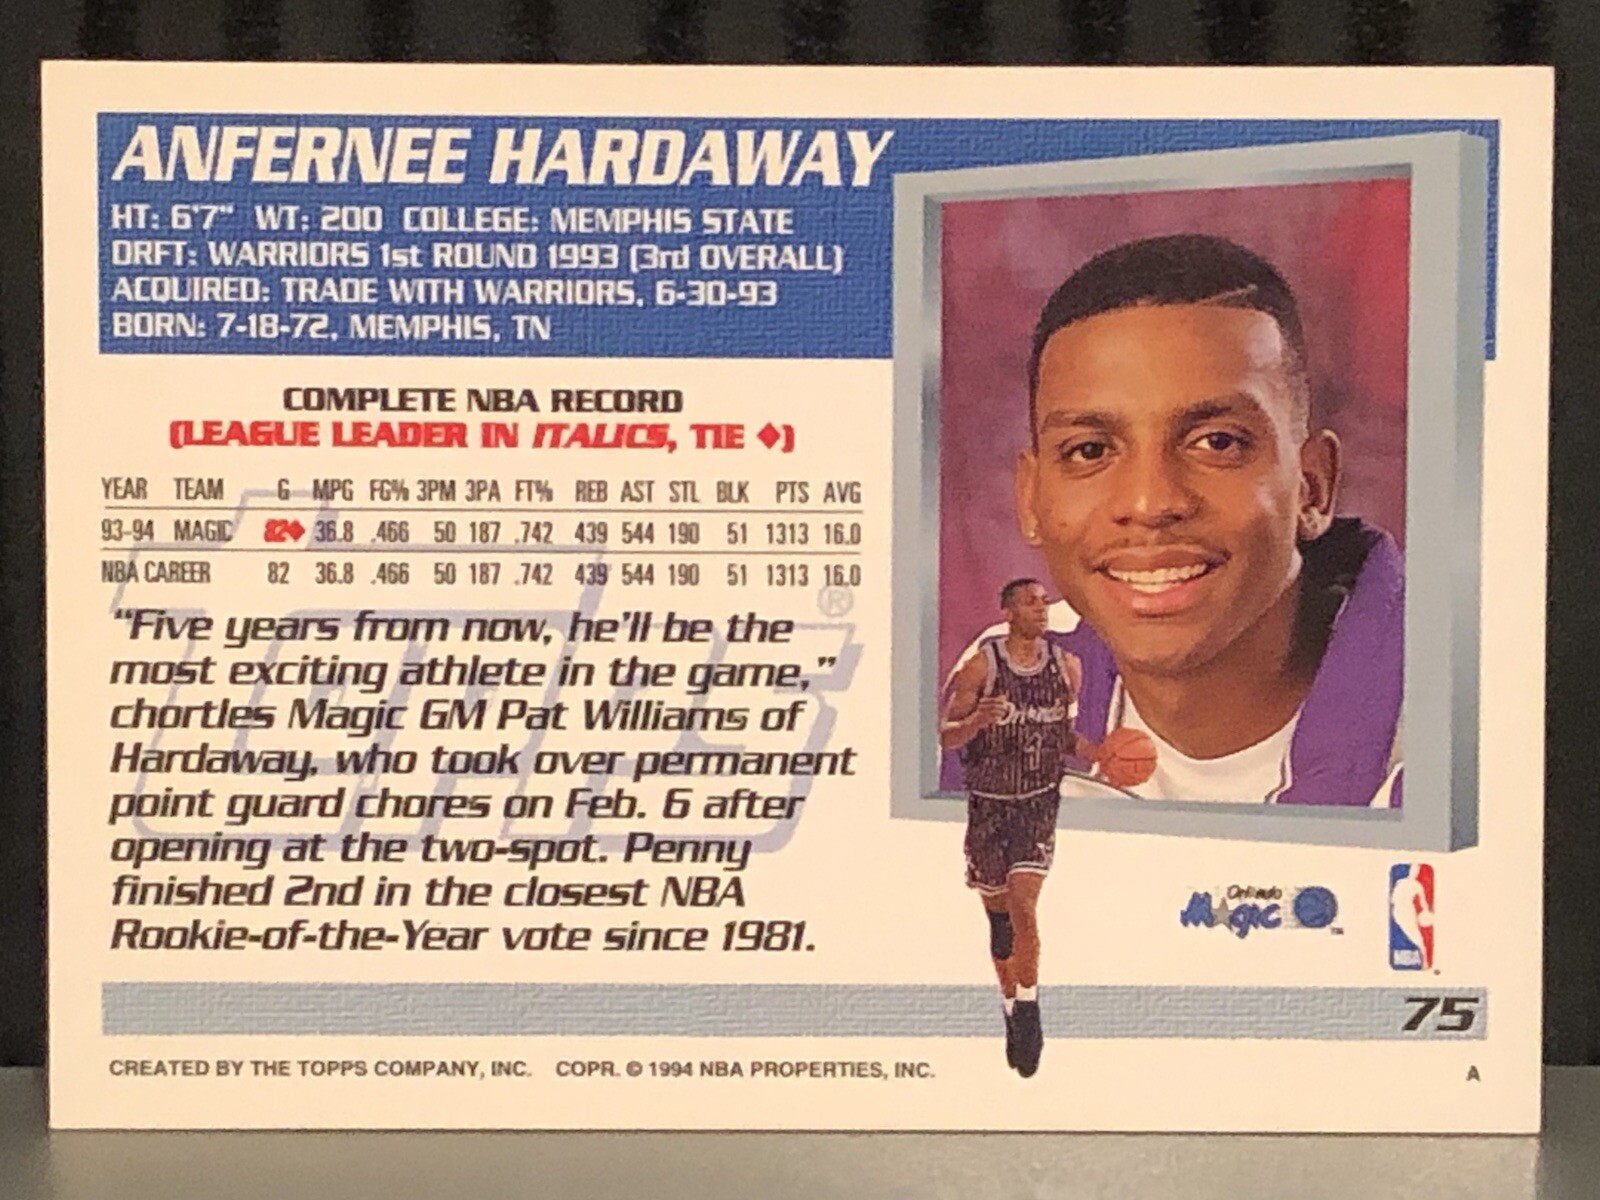 ANFERNEE HARDAWAY
HT: 6'7" WT: 200 COLLEGE: MEMPHIS STATE
DRFT: WARRIORS 1st ROUND 1993 (3rd OVERALL)
ACQUIRED: TRADE WITH WARRIORS, 6-30-93
BORN: 7-18-72, MEMPHIS, TN
COMPLETE NBA RECORD
(LEAGUE LEADER IN ITALICS, TIE ♦)
YEAR TEAM G MPG FG% 3PM 3PA FT% REB AST STL BLK PTS AVG
93-94 MAGIC 82♦ 36.8 .466 50 187 .742 439 544 190 51 1313 16.0
NBA CAREER 82 36.8 .466 50 187 .742 439 544 190 51 1313 16.0
"Five years from now, he'll be the
most exciting athlete in the game,"
chortles Magic GM Pat Williams of
Hardaway, who took over permanent
point guard chores on Feb. 6 after
opening at the two-spot. Penny
finished 2nd in the closest NBA
Rookie-of-the-Year vote since 1981.
Topps ®
Orlando
1
Orlando
Magic ™
NBA
75
CREATED BY THE TOPPS COMPANY, INC. COPR. © 1994 NBA PROPERTIES, INC.
A